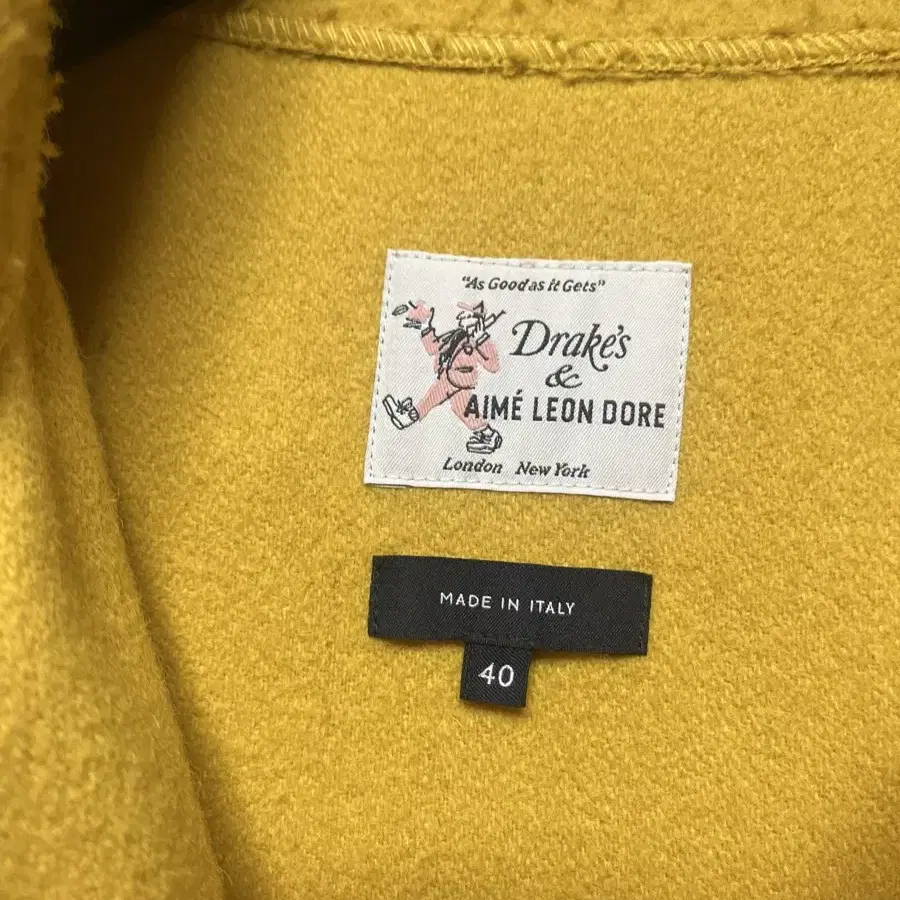 "As Good as it Gets"
Drake's
&
AIMÉ LEON DORE
London New York
MADE IN ITALY
40